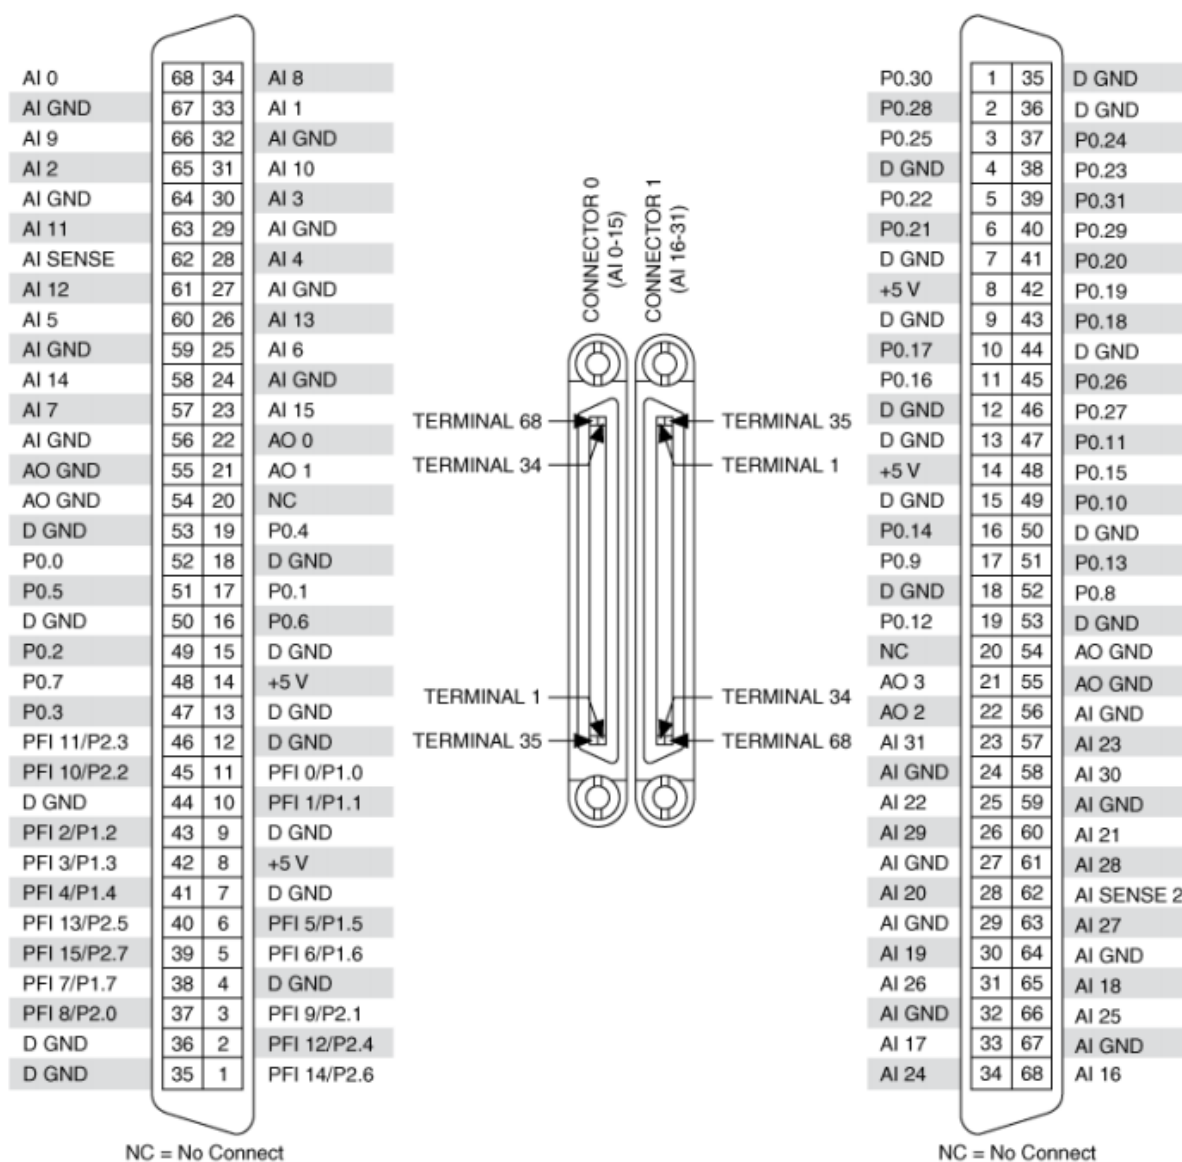 AI 0 68 34 AI 8
AI GND 67 33 AI 1
AI 9 66 32 AI GND
AI 2 65 31 AI 10
AI GND 64 30 AI 3
AI 11 63 29 AI GND
AI SENSE 62 28 AI 4
AI 12 61 27 AI GND
AI 5 60 26 AI 13
AI GND 59 25 AI 6
AI 14 58 24 AI GND
AI 7 57 23 AI 15
AI GND 56 22 AO 0
AO GND 55 21 AO 1
AO GND 54 20 NC
D GND 53 19 P0.4
P0.0 52 18 D GND
P0.5 51 17 P0.1
D GND 50 16 P0.6
P0.2 49 15 D GND
P0.7 48 14 +5 V
P0.3 47 13 D GND
PFI 11/P2.3 46 12 D GND
PFI 10/P2.2 45 11 PFI 0/P1.0
D GND 44 10 PFI 1/P1.1
PFI 2/P1.2 43 9 D GND
PFI 3/P1.3 42 8 +5 V
PFI 4/P1.4 41 7 D GND
PFI 13/P2.5 40 6 PFI 5/P1.5
PFI 15/P2.7 39 5 PFI 6/P1.6
PFI 7/P1.7 38 4 D GND
PFI 8/P2.0 37 3 PFI 9/P2.1
D GND 36 2 PFI 12/P2.4
D GND 35 1 PFI 14/P2.6
NC = No Connect
CONNECTOR 0
(AI 0-15)
CONNECTOR 1
(AI 16-31)
TERMINAL 68
TERMINAL 35
TERMINAL 34
TERMINAL 1
TERMINAL 1
TERMINAL 34
TERMINAL 35
TERMINAL 68
P0.30 1 35 D GND
P0.28 2 36 D GND
P0.25 3 37 P0.24
D GND 4 38 P0.23
P0.22 5 39 P0.31
P0.21 6 40 P0.29
D GND 7 41 P0.20
+5 V 8 42 P0.19
D GND 9 43 P0.18
P0.17 10 44 D GND
P0.16 11 45 P0.26
D GND 12 46 P0.27
D GND 13 47 P0.11
+5 V 14 48 P0.15
D GND 15 49 P0.10
P0.14 16 50 D GND
P0.9 17 51 P0.13
D GND 18 52 P0.8
P0.12 19 53 D GND
NC 20 54 AO GND
AO 3 21 55 AO GND
AO 2 22 56 AI GND
AI 31 23 57 AI 23
AI GND 24 58 AI 30
AI 22 25 59 AI GND
AI 29 26 60 AI 21
AI GND 27 61 AI 28
AI 20 28 62 AI SENSE 2
AI GND 29 63 AI 27
AI 19 30 64 AI GND
AI 26 31 65 AI 18
AI GND 32 66 AI 25
AI 17 33 67 AI GND
AI 24 34 68 AI 16
NC = No Connect